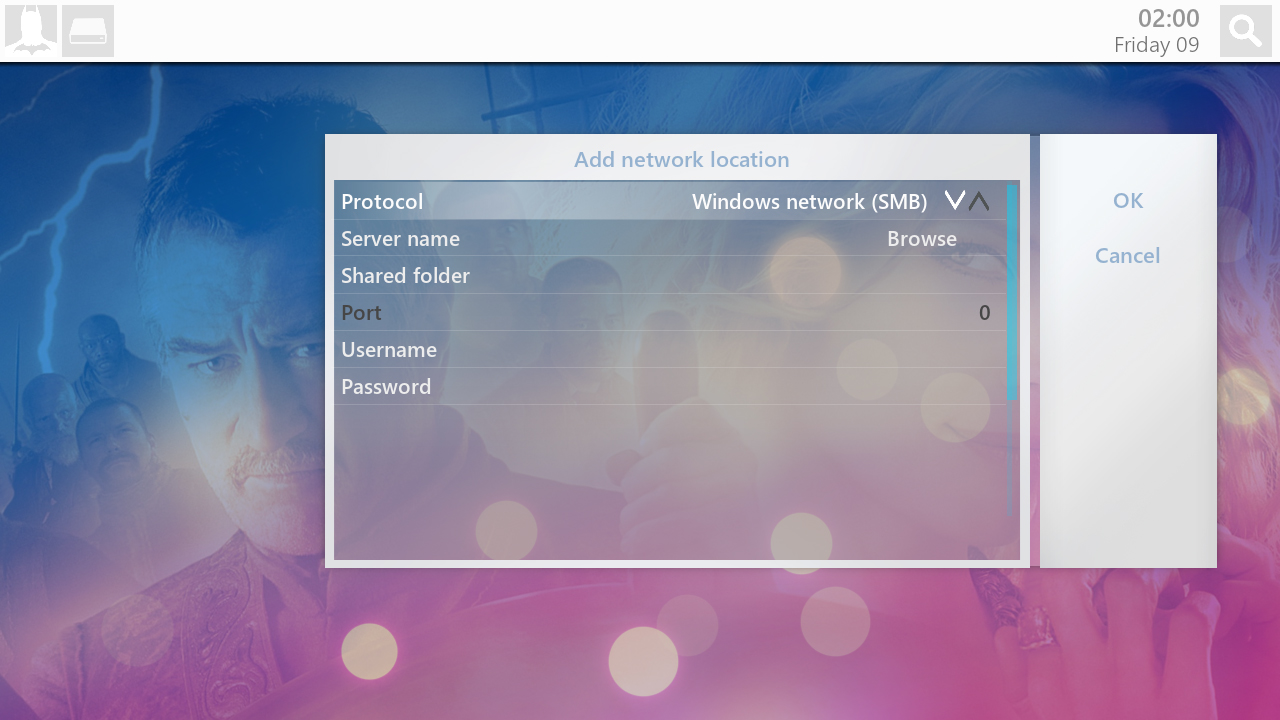 02:00
Friday 09
Add network location
Protocol Windows network (SMB)
Server name Browse
Shared folder
Port 0
Username
Password
OK
Cancel